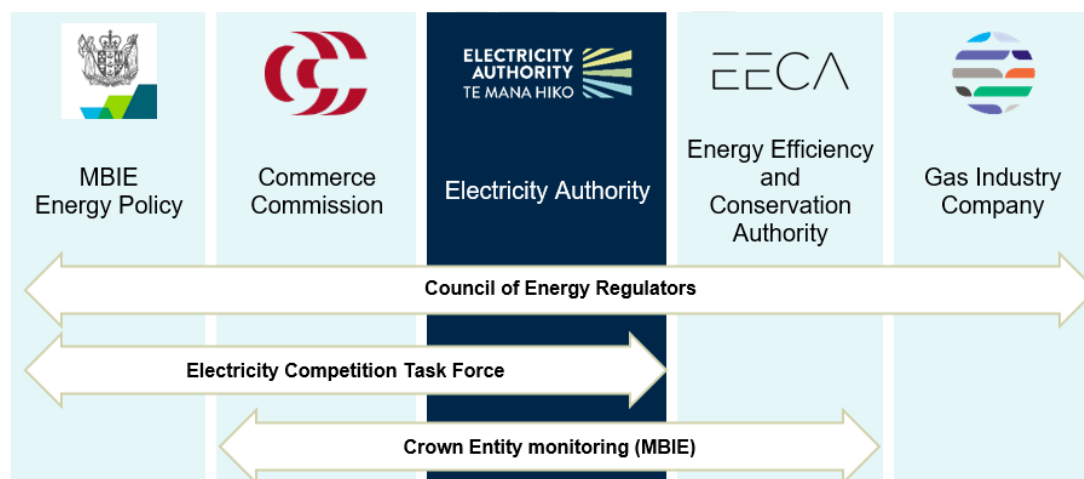 ELECTRICITY
AUTHORITY
TE MANA HIKO
EECA
MBIE
Energy Policy
Commerce
Commission
Electricity Authority
Energy Efficiency
and
Conservation
Authority
Gas Industry
Company
Council of Energy Regulators
Electricity Competition Task Force
Crown Entity monitoring (MBIE)